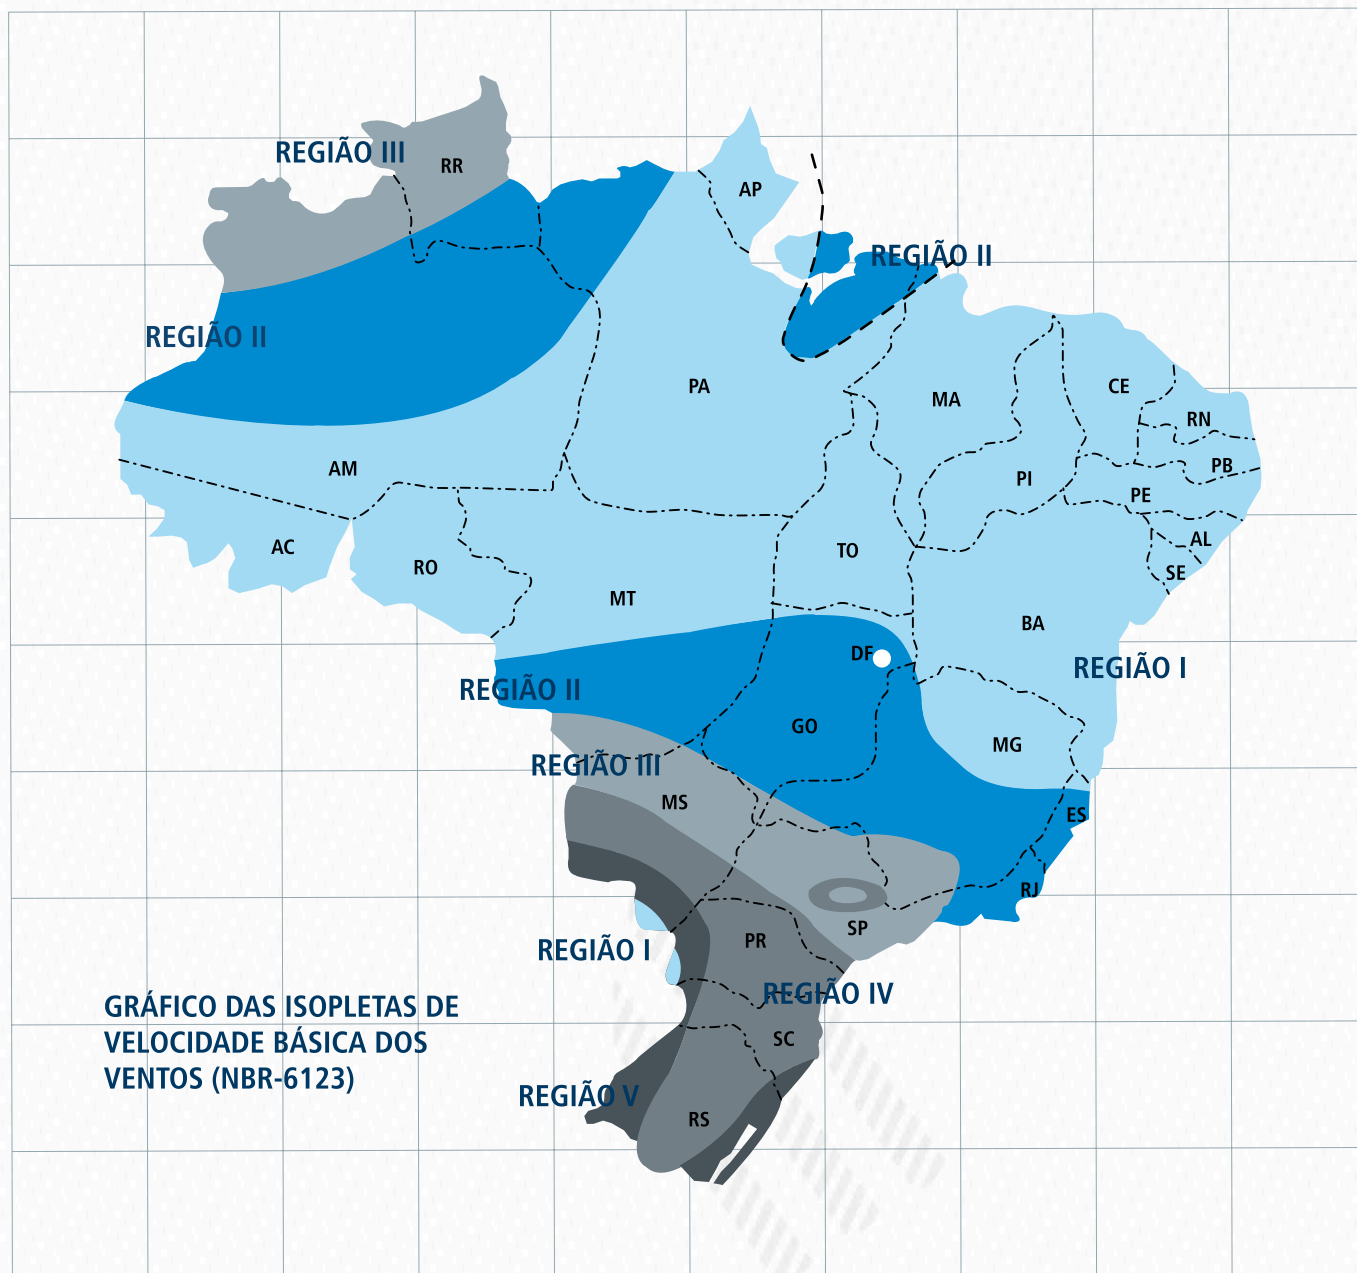 REGIÃO III
RR
AP
REGIÃO II
REGIÃO II
PA
CE
MA
RN
AM
PB
PI
PE
AL
AC
TO
RO
SE
MT
BA
DF
REGIÃO I
REGIÃO II
GO
MG
REGIÃO III
MS
ES
RJ
SP
PR
REGIÃO I
REGIÃO IV
GRÁFICO DAS ISOPLETAS DE
VELOCIDADE BÁSICA DOS
VENTOS (NBR-6123)
SC
REGIÃO V
RS